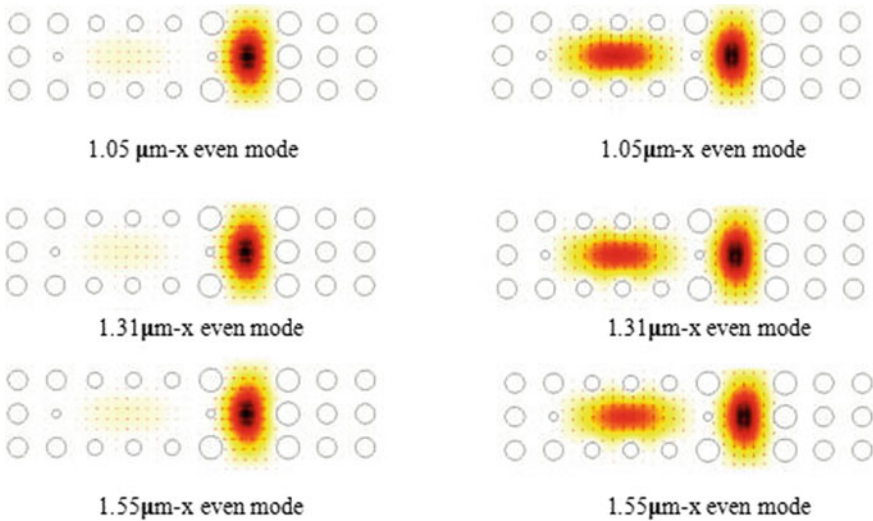 1.05 μm-x even mode
1.05μm-x even mode
1.31μm-x even mode
1.31μm-x even mode
1.55μm-x even mode
1.55μm-x even mode